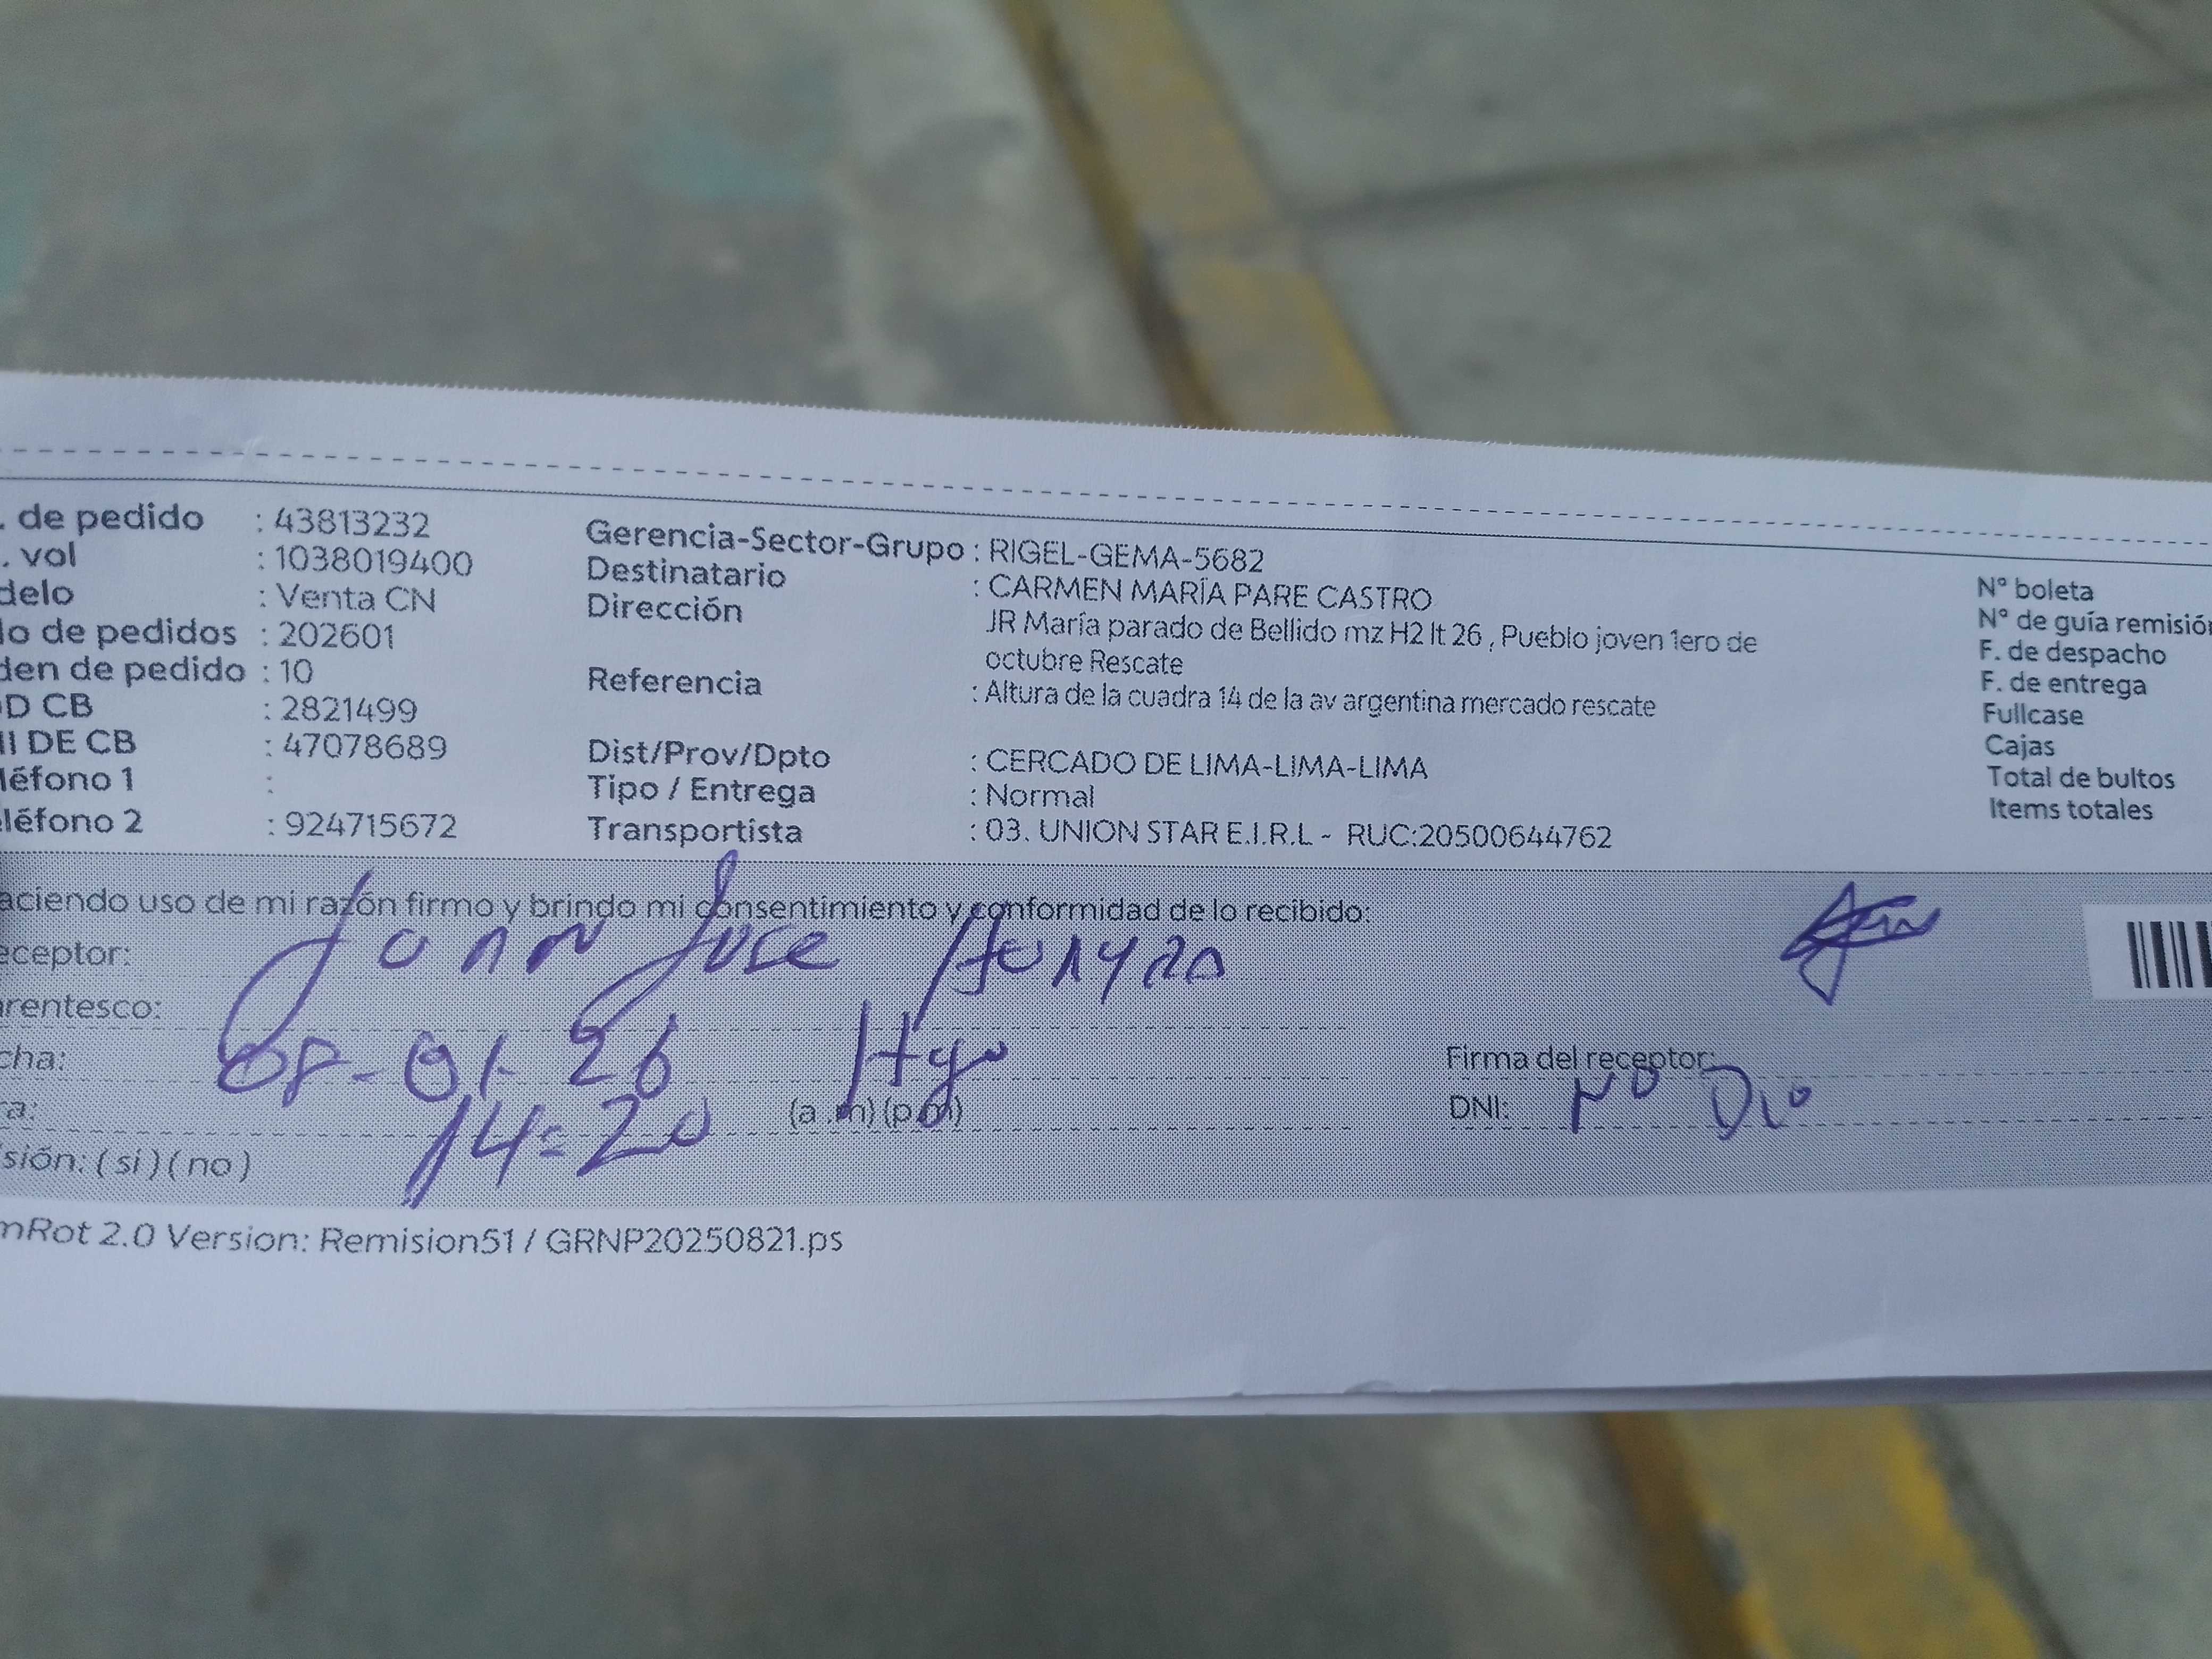 . de pedido : 43813232
. vol : 1038019400
delo : Venta CN
lo de pedidos : 202601
den de pedido : 10
D CB : 2821499
II DE CB : 47078689
léfono 1 :
léfono 2 : 924715672
Gerencia-Sector-Grupo : RIGEL-GEMA-5682
Destinatario : CARMEN MARÍA PARE CASTRO
Dirección JR María parado de Bellido mz H2 lt 26 , Pueblo joven 1ero de
octubre Rescate
Referencia : Altura de la cuadra 14 de la av argentina mercado rescate
Dist/Prov/Dpto : CERCADO DE LIMA-LIMA-LIMA
Tipo / Entrega : Normal
Transportista : 03. UNION STAR E.I.R.L - RUC:20500644762
N° boleta
N° de guía remisión
F. de despacho
F. de entrega
Fullcase
Cajas
Total de bultos
Items totales
aciendo uso de mi razón firmo y brindo mi consentimiento y conformidad de lo recibido:
eceptor: Jose
arentesco:
cha: 08-01-26 Hijo
ra: 14:20 (a.m) (p.m)
sión: ( si ) ( no )
Firma del receptor:
DNI: NO DIO
mRot 2.0 Version: Remision51 / GRNP20250821.ps